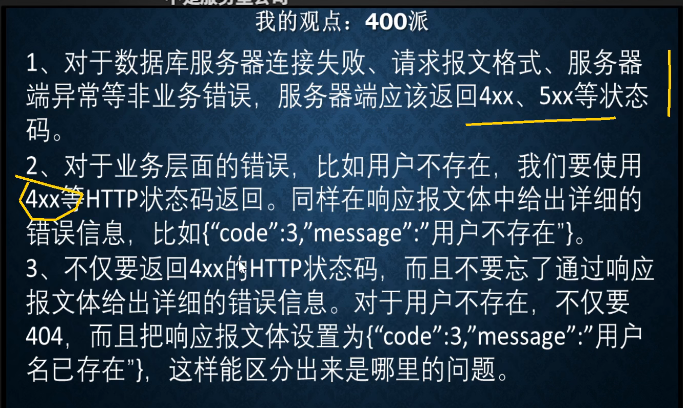 我的观点：400派
1、对于数据库服务器连接失败、请求报文格式、服务器
端异常等非业务错误，服务器端应该返回4xx、5xx等状态
码。
2、对于业务层面的错误，比如用户不存在，我们要使用
4xx等HTTP状态码返回。同样在响应报文体中给出详细的
错误信息，比如{“code”:3,”message”:”用户不存在”}。
3、不仅要返回4xx的HTTP状态码，而且不要忘了通过响应
报文体给出详细的错误信息。对于用户不存在，不仅要
404，而且把响应报文体设置为{“code”:3,”message”:”用户
名已存在”}，这样能区分出来是哪里的问题。